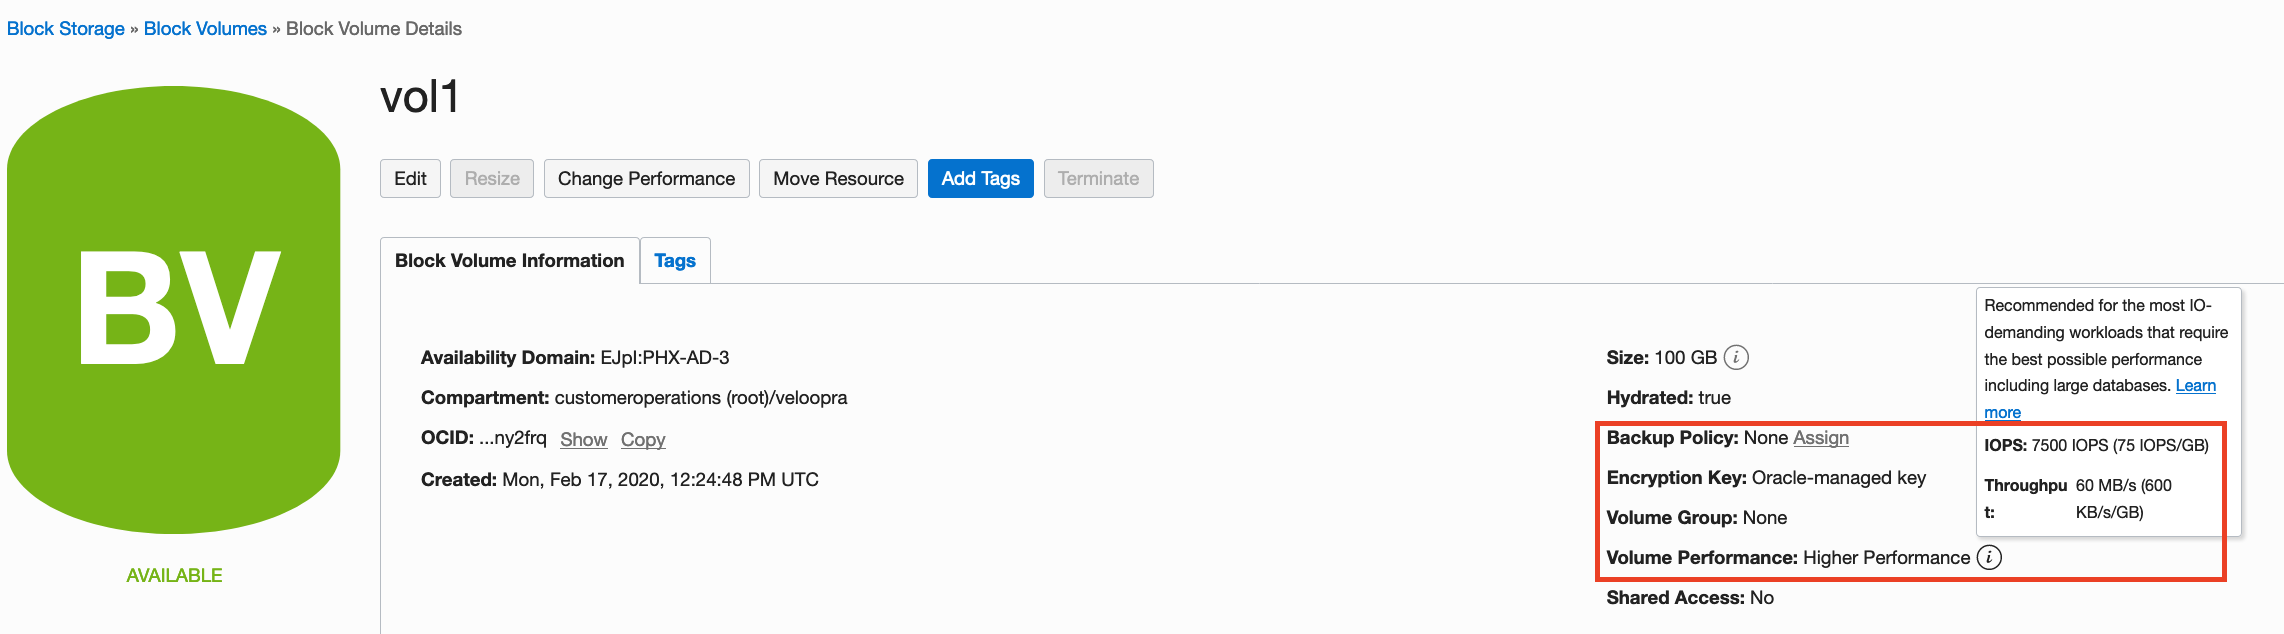 Block Storage » Block Volumes » Block Volume Details
BV
AVAILABLE
vol1
Edit Resize Change Performance Move Resource Add Tags Terminate
Block Volume Information Tags
Availability Domain: EJpl:PHX-AD-3
Compartment: customeroperations (root)/veloopra
OCID: ...ny2frq Show Copy
Created: Mon, Feb 17, 2020, 12:24:48 PM UTC
Size: 100 GB i
Hydrated: true
Backup Policy: None Assign
Encryption Key: Oracle-managed key
Volume Group: None
Volume Performance: Higher Performance i
Shared Access: No
Recommended for the most IO-
demanding workloads that require
the best possible performance
including large databases. Learn
more
IOPS: 7500 IOPS (75 IOPS/GB)
Throughpu 60 MB/s (600
t: KB/s/GB)